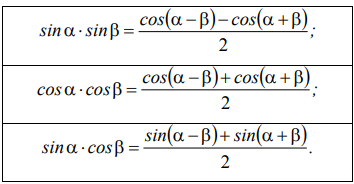 sin α · sin β = (cos(α − β) − cos(α + β)) / 2 ;
cos α · cos β = (cos(α − β) + cos(α + β)) / 2 ;
sin α · cos β = (sin(α − β) + sin(α + β)) / 2 .